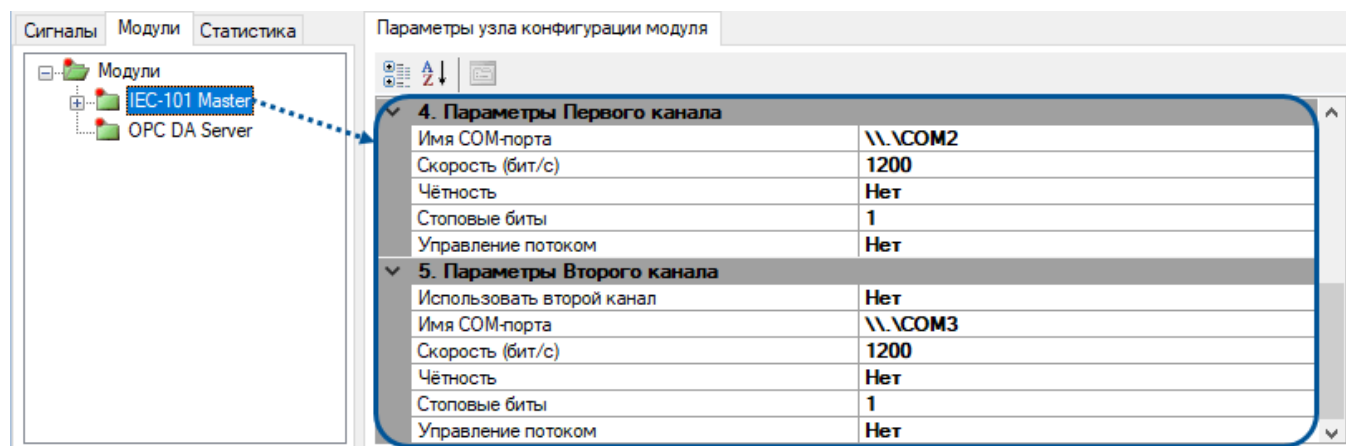 Сигналы Модули Статистика Параметры узла конфигурации модуля
Модули
IEC-101 Master
OPC DA Server
4. Параметры Первого канала
Имя COM-порта \\.\COM2
Скорость (бит/с) 1200
Чётность Нет
Стоповые биты 1
Управление потоком Нет
5. Параметры Второго канала
Использовать второй канал Нет
Имя COM-порта \\.\COM3
Скорость (бит/с) 1200
Чётность Нет
Стоповые биты 1
Управление потоком Нет